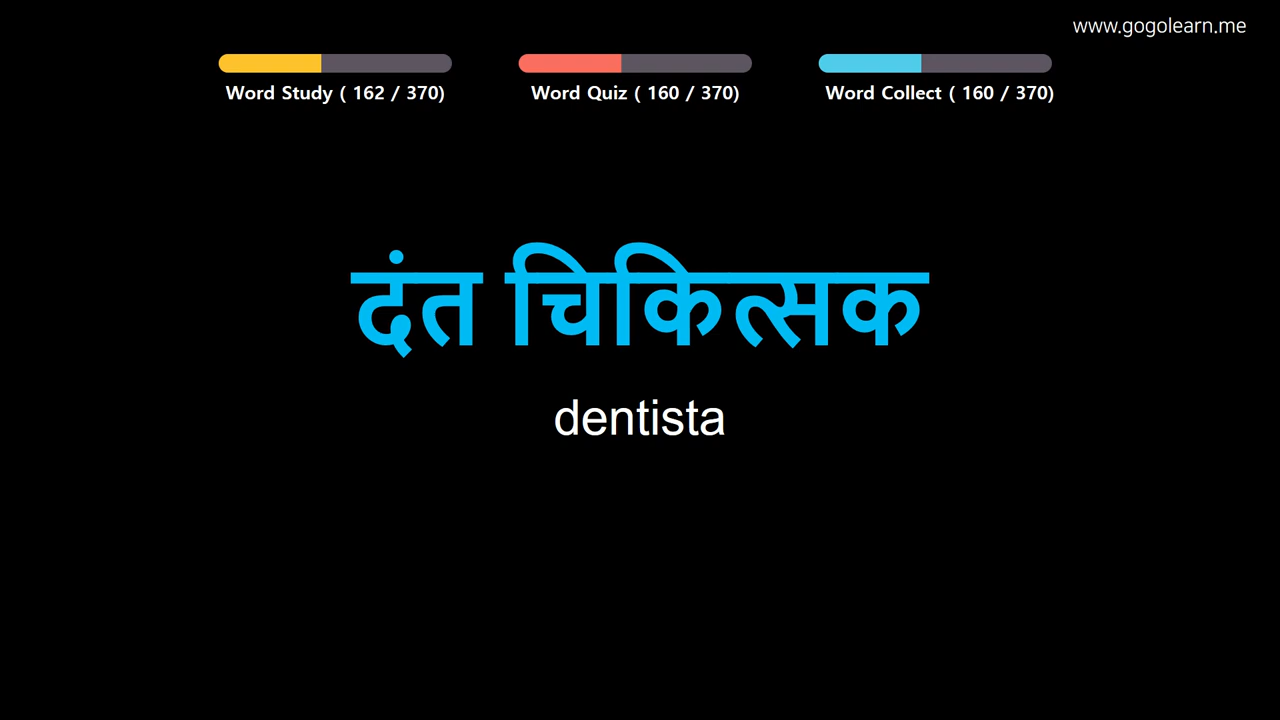 www.gogolearn.me
Word Study ( 162 / 370)
Word Quiz ( 160 / 370)
Word Collect ( 160 / 370)
दंत चिकित्सक
dentista